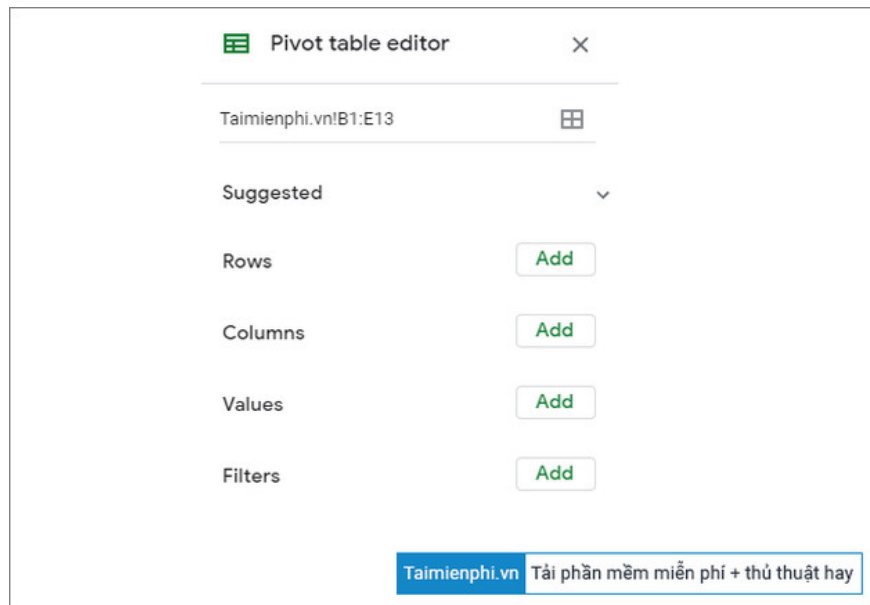 Pivot table editor
Taimienphi.vn!B1:E13
Suggested
Rows Add
Columns Add
Values Add
Filters Add
Taimienphi.vn Tải phần mềm miễn phí + thủ thuật hay